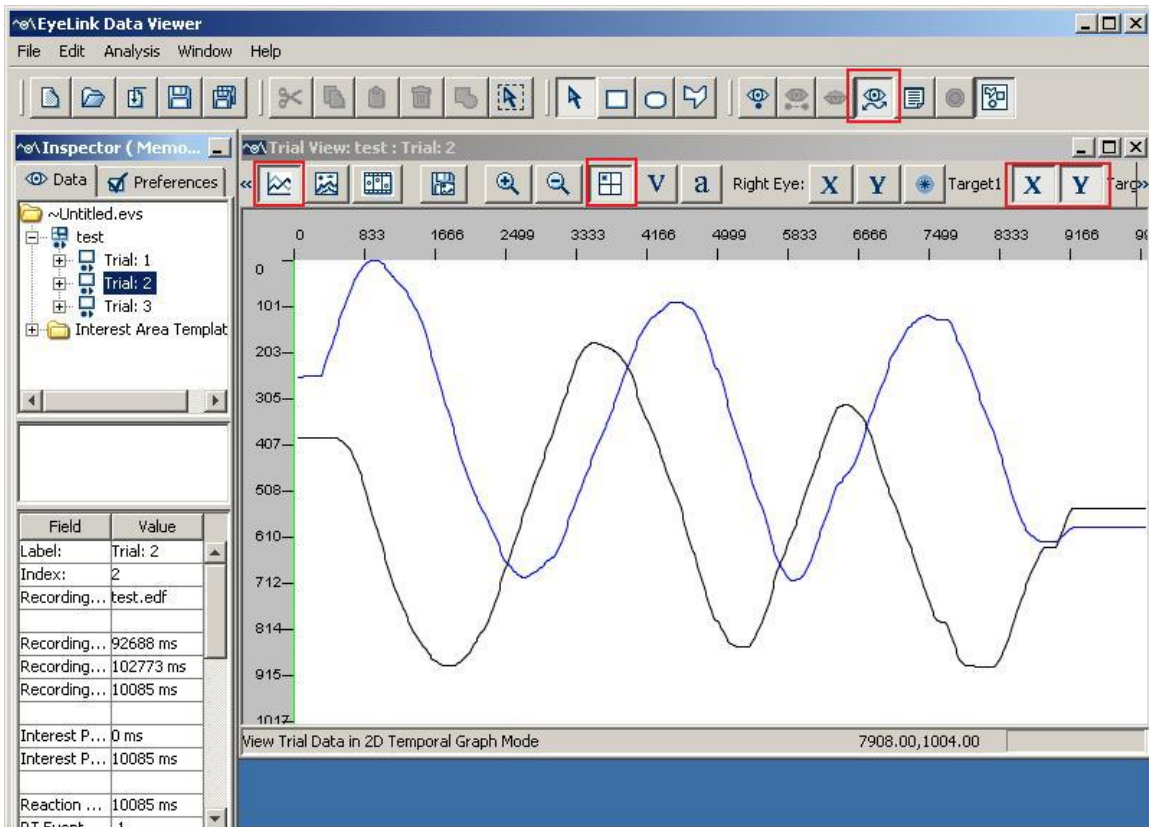 EyeLink Data Viewer
File Edit Analysis Window Help
Inspector ( Memo...
Data Preferences
~Untitled.evs
test
Trial: 1
Trial: 2
Trial: 3
Interest Area Templat
Field Value
Label: Trial: 2
Index: 2
Recording... test.edf
Recording... 92688 ms
Recording... 102773 ms
Recording... 10085 ms
Interest P... 0 ms
Interest P... 10085 ms
Reaction ... 10085 ms
Trial View: test : Trial: 2
« V a Right Eye: X Y Target1 X Y Targ »
0 833 1666 2499 3333 4166 4999 5833 6666 7499 8333 9166
0
101
203
305
407
508
610
712
814
915
1017
View Trial Data in 2D Temporal Graph Mode 7908.00,1004.00